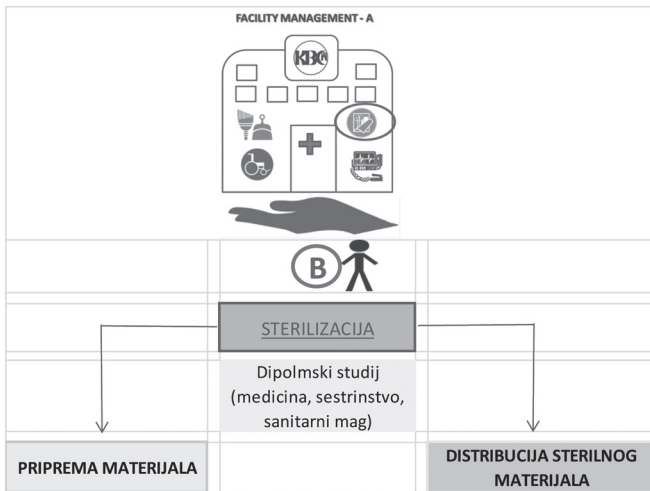 FACILITY MANAGEMENT - A
KBC
B
STERILIZACIJA
Dipolmski studij
(medicina, sestrinstvo,
sanitarni mag)
PRIPREMA MATERIJALA
DISTRIBUCIJA STERILNOG
MATERIJALA